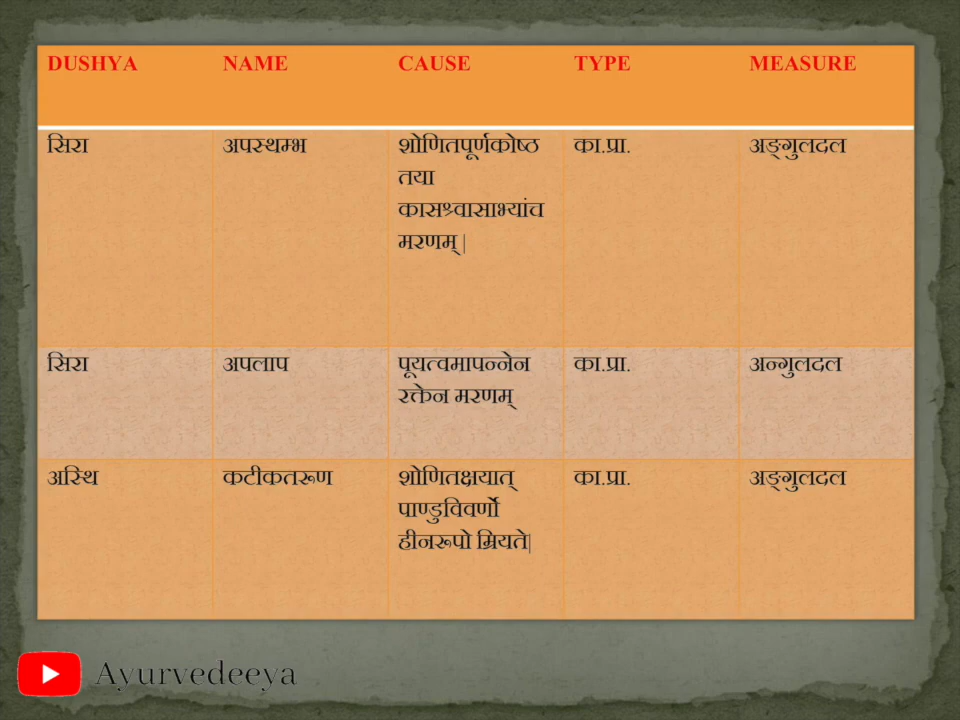 DUSHYA NAME CAUSE TYPE MEASURE
सिरा अपस्थम्भ शोणितपूर्णकोष्ठ का.प्रा. अङ्गुलदल
तया
कासश्वासाभ्यांच
मरणम् |
सिरा अपलाप पूयत्वमापन्नेन का.प्रा. अन्गुलदल
रक्तेन मरणम्
अस्थि कटीकतरूण शोणितक्षयात् का.प्रा. अङ्गुलदल
पाण्डुविवर्णो
हीनरूपो म्रियते|
Ayurvedeeya